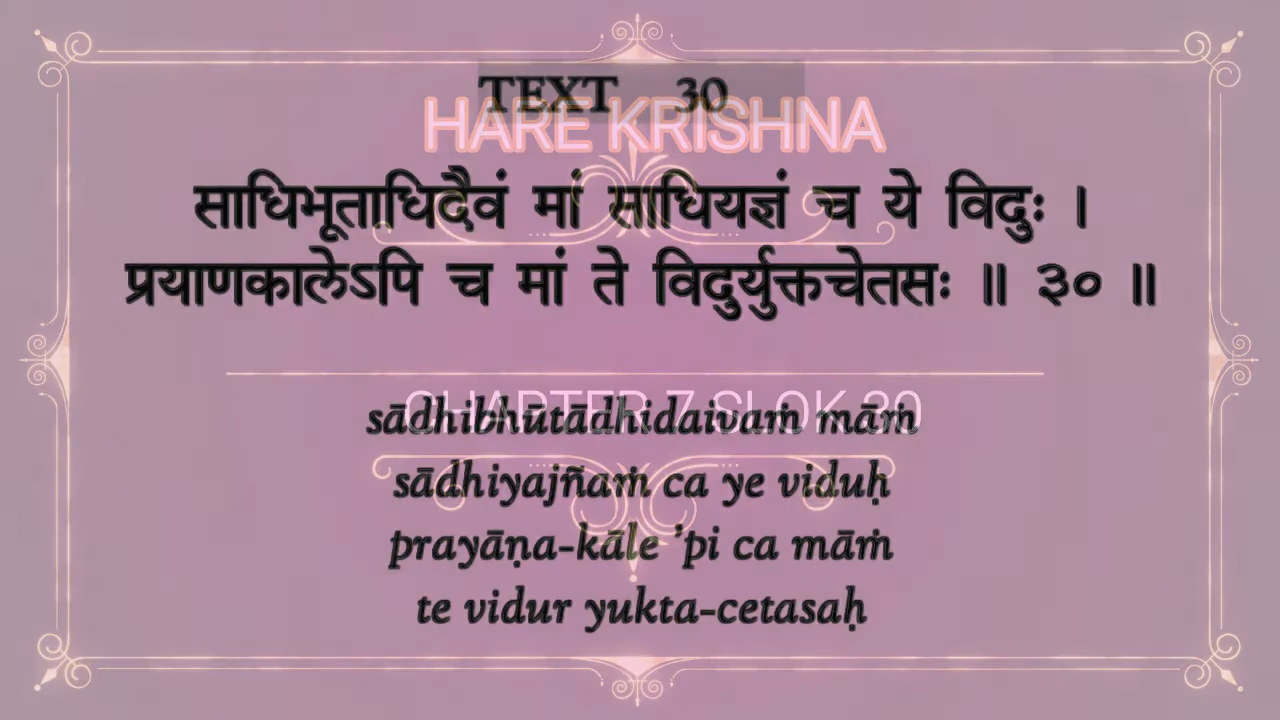 TEXT 30
HARE KRISHNA
साधिभूताधिदैवं मां साधियज्ञं च ये विदुः ।
प्रयाणकालेऽपि च मां ते विदुर्युक्तचेतसः ॥ ३० ॥
CHAPTER 7 SLOK 30
sādhibhūtādhidaivaṁ māṁ
sādhiyajñaṁ ca ye viduḥ
prayāṇa-kāle ’pi ca māṁ
te vidur yukta-cetasaḥ